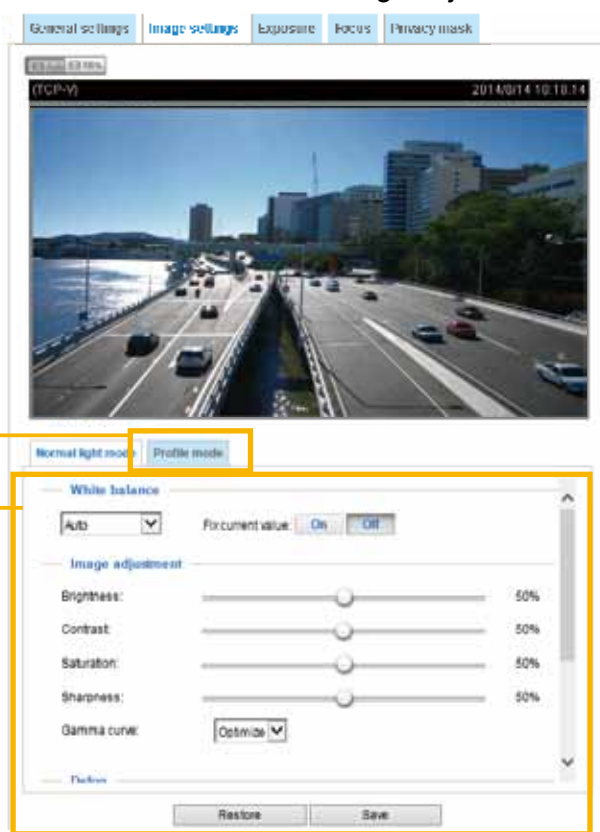 General settings Image settings Exposure Focus Privacy mask
(TCP-V) 2014/8/14 10:18:14
Normal light mode Profile mode
White balance
Auto Fix current value: On Off
Image adjustment
Brightness: 50%
Contrast: 50%
Saturation: 50%
Sharpness: 50%
Gamma curve: Optimize
Defog
Restore Save